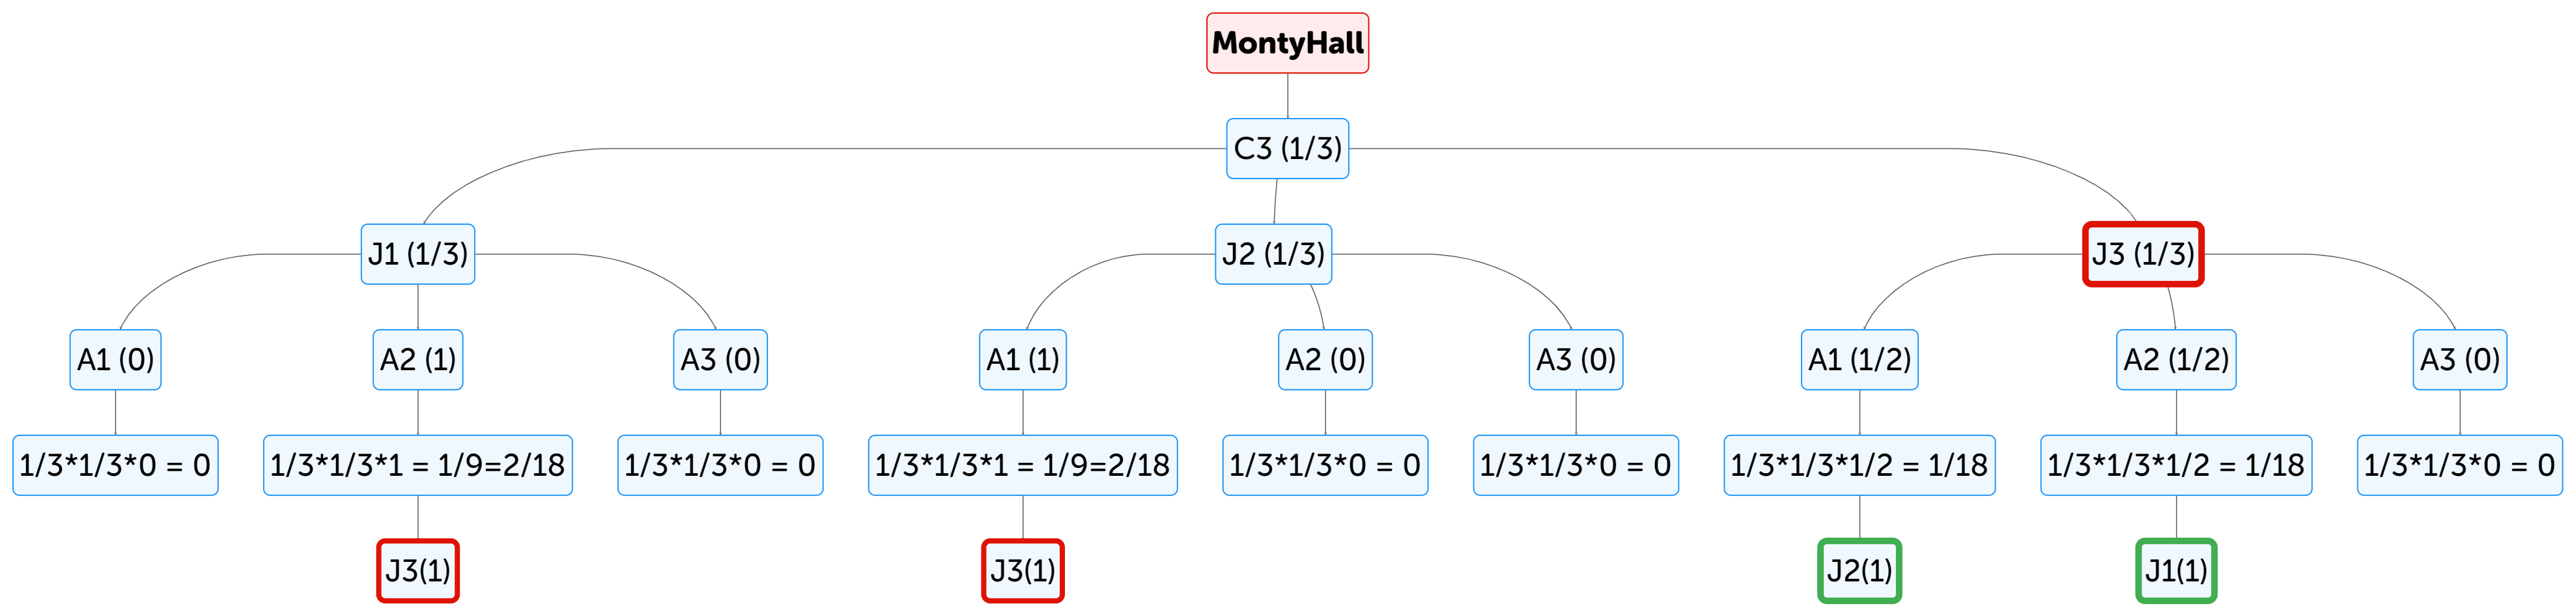 MontyHall
C3 (1/3)
J1 (1/3)
J2 (1/3)
J3 (1/3)
A1 (0)
A2 (1)
A3 (0)
A1 (1)
A2 (0)
A3 (0)
A1 (1/2)
A2 (1/2)
A3 (0)
1/3*1/3*0 = 0
1/3*1/3*1 = 1/9=2/18
1/3*1/3*0 = 0
1/3*1/3*1 = 1/9=2/18
1/3*1/3*0 = 0
1/3*1/3*0 = 0
1/3*1/3*1/2 = 1/18
1/3*1/3*1/2 = 1/18
1/3*1/3*0 = 0
J3(1)
J3(1)
J2(1)
J1(1)